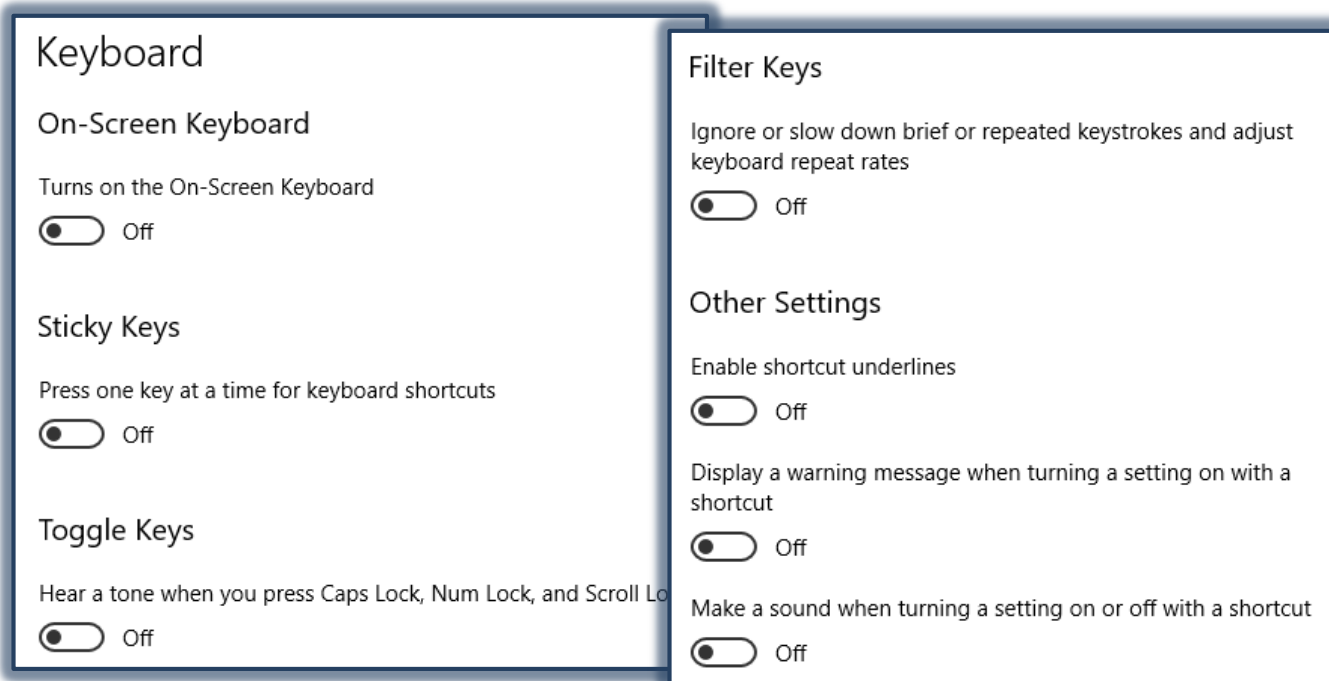 Keyboard
On-Screen Keyboard
Turns on the On-Screen Keyboard
Off
Sticky Keys
Press one key at a time for keyboard shortcuts
Off
Toggle Keys
Hear a tone when you press Caps Lock, Num Lock, and Scroll Lo
Off
Filter Keys
Ignore or slow down brief or repeated keystrokes and adjust
keyboard repeat rates
Off
Other Settings
Enable shortcut underlines
Off
Display a warning message when turning a setting on with a
shortcut
Off
Make a sound when turning a setting on or off with a shortcut
Off